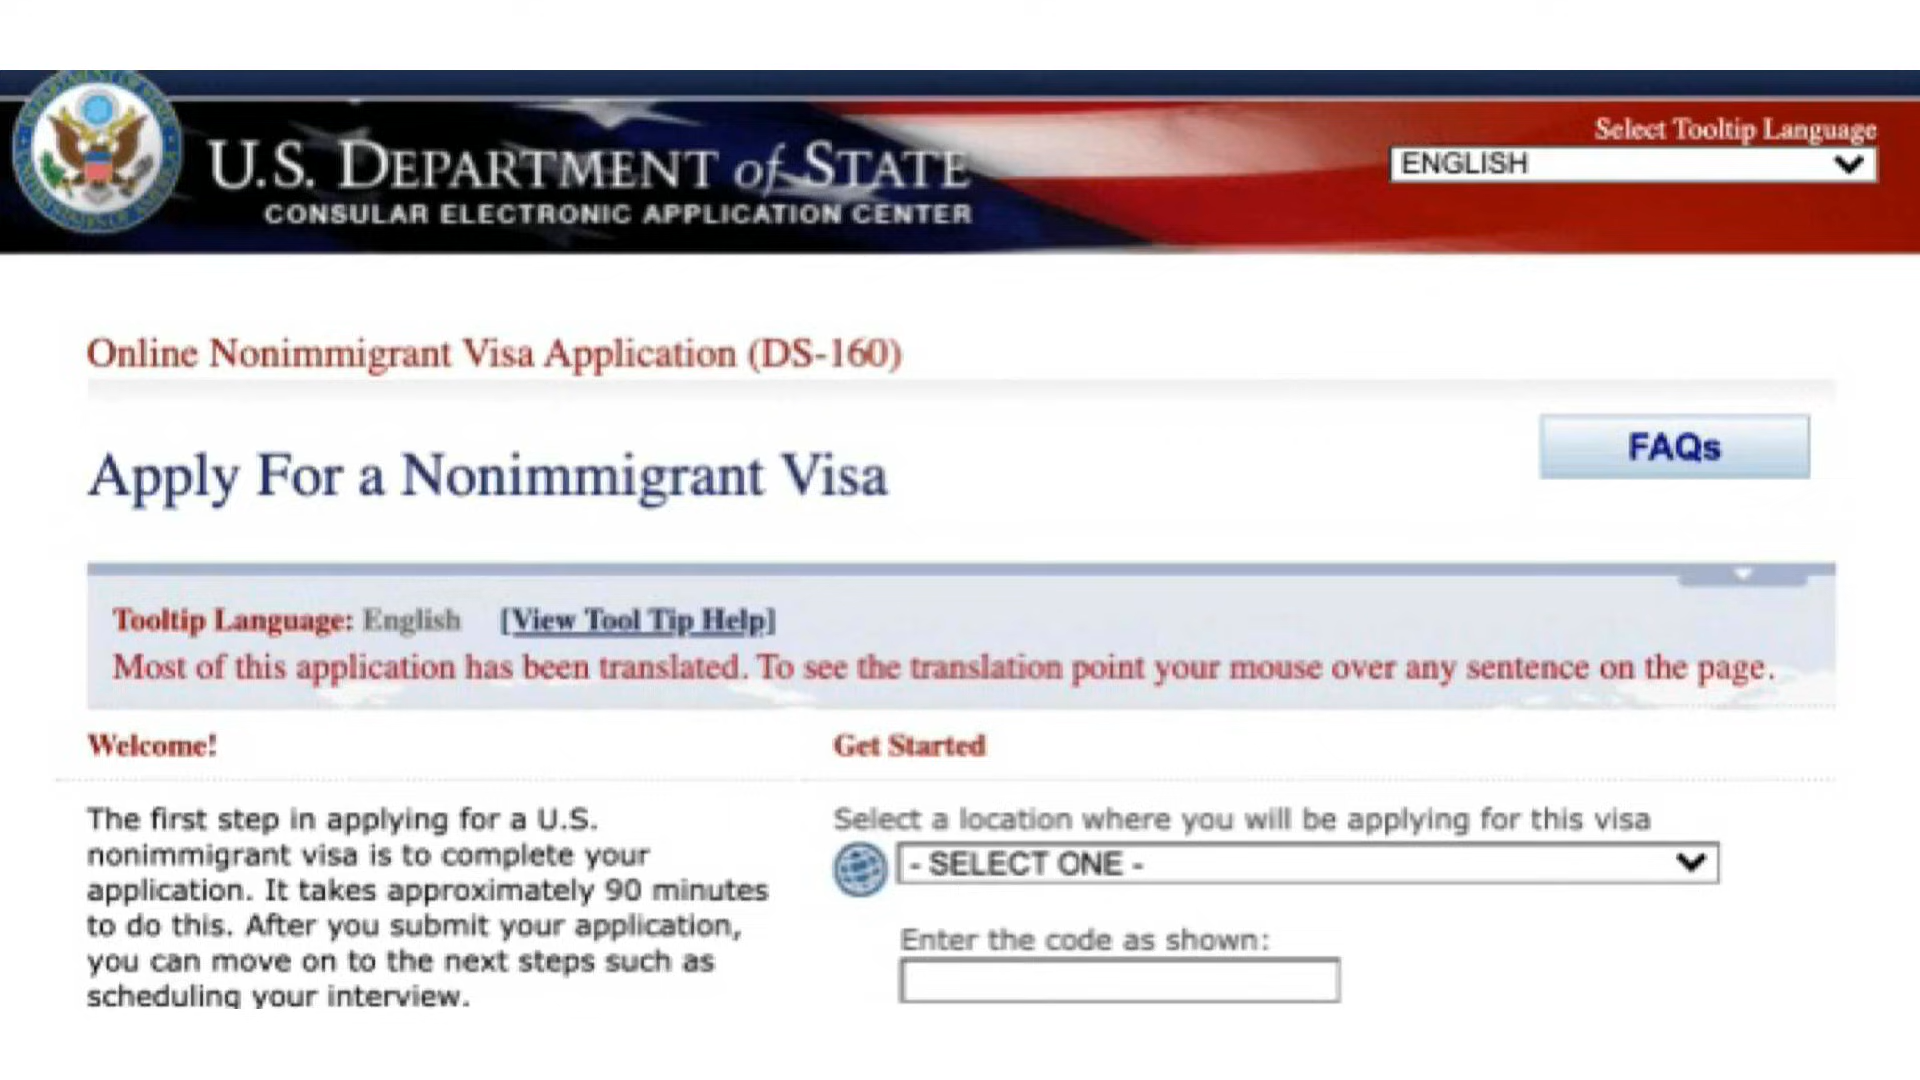 Select Tooltip Language
ENGLISH
U.S. DEPARTMENT of STATE
CONSULAR ELECTRONIC APPLICATION CENTER
Online Nonimmigrant Visa Application (DS-160)
FAQs
Apply For a Nonimmigrant Visa
Tooltip Language: English [View Tool Tip Help]
Most of this application has been translated. To see the translation point your mouse over any sentence on the page.
Welcome!
The first step in applying for a U.S.
nonimmigrant visa is to complete your
application. It takes approximately 90 minutes
to do this. After you submit your application,
you can move on to the next steps such as
scheduling your interview.
Get Started
Select a location where you will be applying for this visa
- SELECT ONE -
Enter the code as shown: